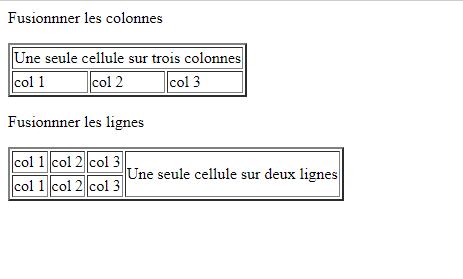 Fusionnner les colonnes
Une seule cellule sur trois colonnes
col 1 col 2 col 3
Fusionnner les lignes
col 1 col 2 col 3 Une seule cellule sur deux lignes
col 1 col 2 col 3